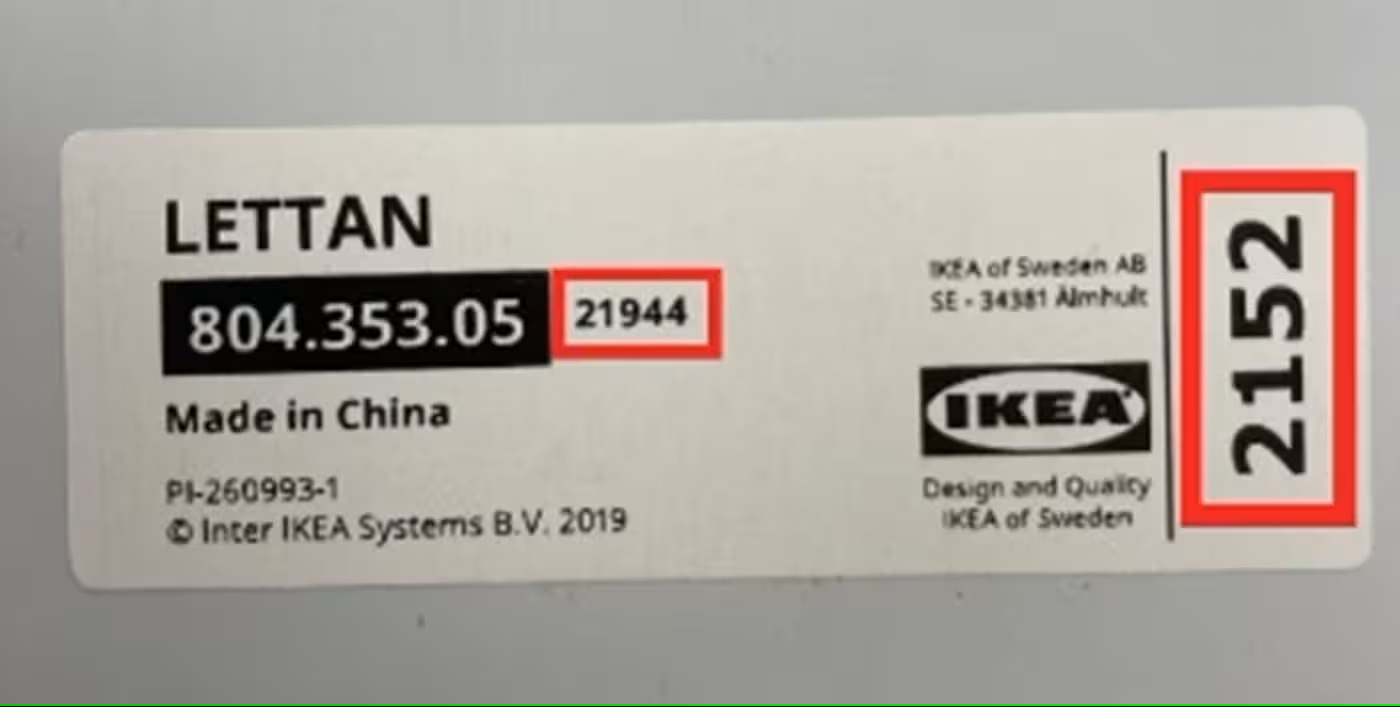 LETTAN
804.353.05 21944
Made in China
PI-260993-1
© Inter IKEA Systems B.V. 2019
IKEA of Sweden AB
SE - 34381 Älmhult
IKEA
Design and Quality
IKEA of Sweden
2152